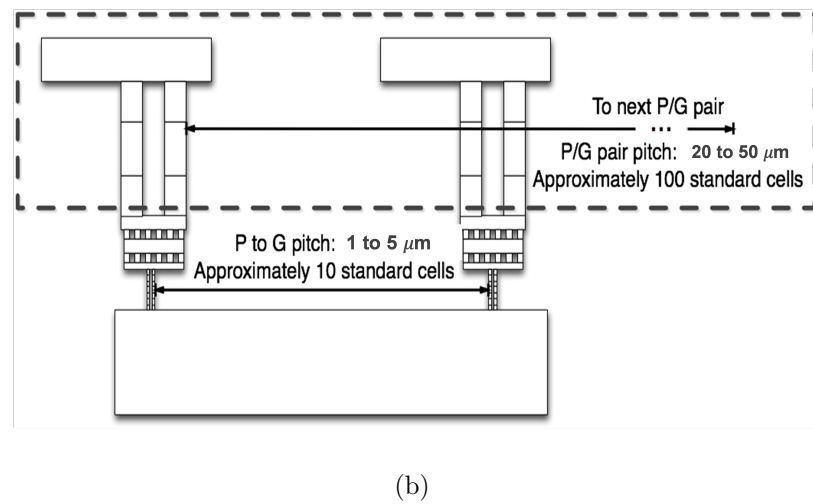 To next P/G pair
...
P/G pair pitch: 20 to 50 μm
Approximately 100 standard cells
P to G pitch: 1 to 5 μm
Approximately 10 standard cells
(b)